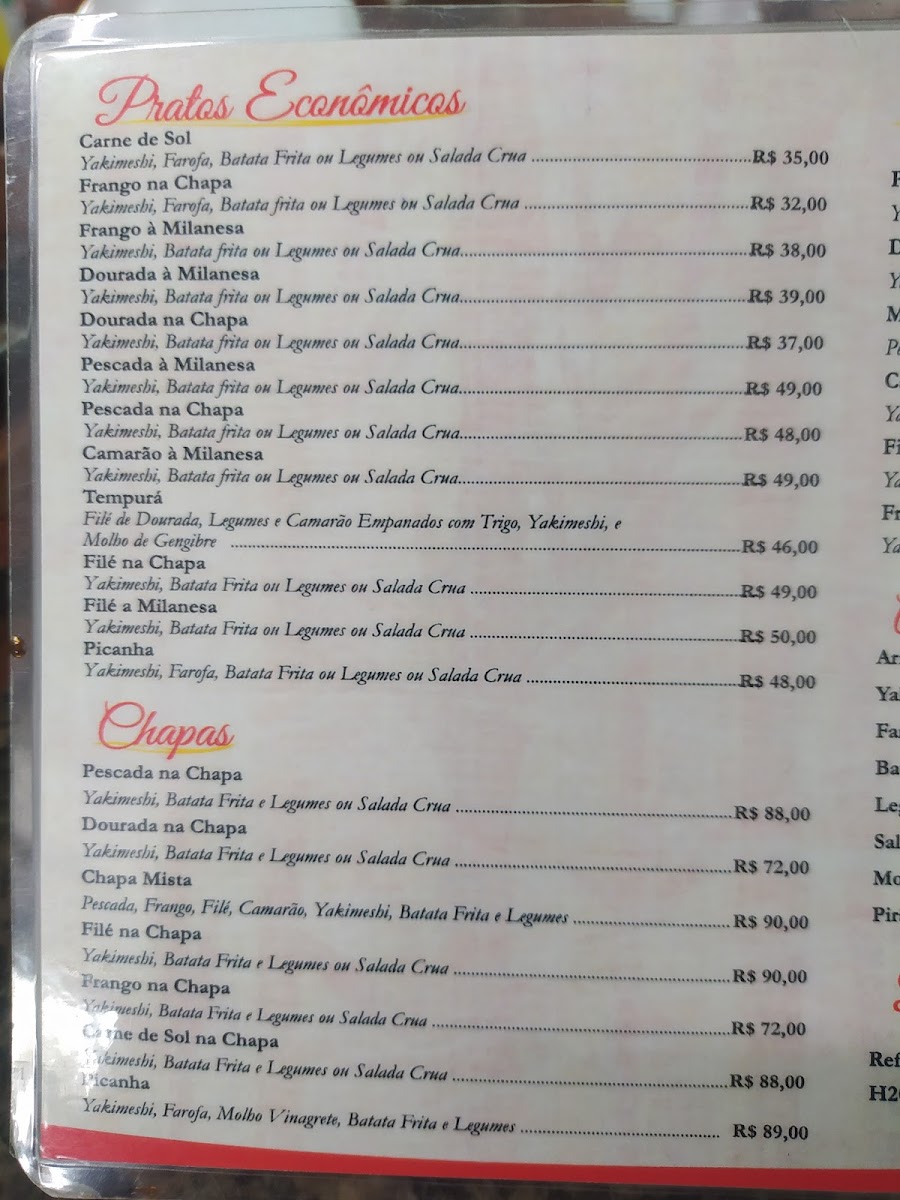 Pratos Econômicos
Carne de Sol
Yakimeshi, Farofa, Batata Frita ou Legumes ou Salada Crua ........ R$ 35,00
Frango na Chapa
Yakimeshi, Farofa, Batata frita ou Legumes ou Salada Crua ........ R$ 32,00
Frango à Milanesa
Yakimeshi, Batata frita ou Legumes ou Salada Crua........ R$ 38,00
Dourada à Milanesa
Yakimeshi, Batata frita ou Legumes ou Salada Crua........ R$ 39,00
Dourada na Chapa
Yakimeshi, Batata frita ou Legumes ou Salada Crua........ R$ 37,00
Pescada à Milanesa
Yakimeshi, Batata frita ou Legumes ou Salada Crua........ R$ 49,00
Pescada na Chapa
Yakimeshi, Batata frita ou Legumes ou Salada Crua........ R$ 48,00
Camarão à Milanesa
Yakimeshi, Batata frita ou Legumes ou Salada Crua........ R$ 49,00
Tempurá
Filé de Dourada, Legumes e Camarão Empanados com Trigo, Yakimeshi, e
Molho de Gengibre ........ R$ 46,00
Filé na Chapa
Yakimeshi, Batata Frita ou Legumes ou Salada Crua ........ R$ 49,00
Filé a Milanesa
Yakimeshi, Batata Frita ou Legumes ou Salada Crua ........ R$ 50,00
Picanha
Yakimeshi, Farofa, Batata Frita ou Legumes ou Salada Crua ........ R$ 48,00
Chapas
Pescada na Chapa
Yakimeshi, Batata Frita e Legumes ou Salada Crua ........ R$ 88,00
Dourada na Chapa
Yakimeshi, Batata Frita e Legumes ou Salada Crua ........ R$ 72,00
Chapa Mista
Pescada, Frango, Filé, Camarão, Yakimeshi, Batata Frita e Legumes ........ R$ 90,00
Filé na Chapa
Yakimeshi, Batata Frita e Legumes ou Salada Crua ........ R$ 90,00
Frango na Chapa
Yakimeshi, Batata Frita e Legumes ou Salada Crua ........ R$ 72,00
Carne de Sol na Chapa
Yakimeshi, Batata Frita e Legumes ou Salada Crua ........ R$ 88,00
Picanha
Yakimeshi, Farofa, Molho Vinagrete, Batata Frita e Legumes ........ R$ 89,00